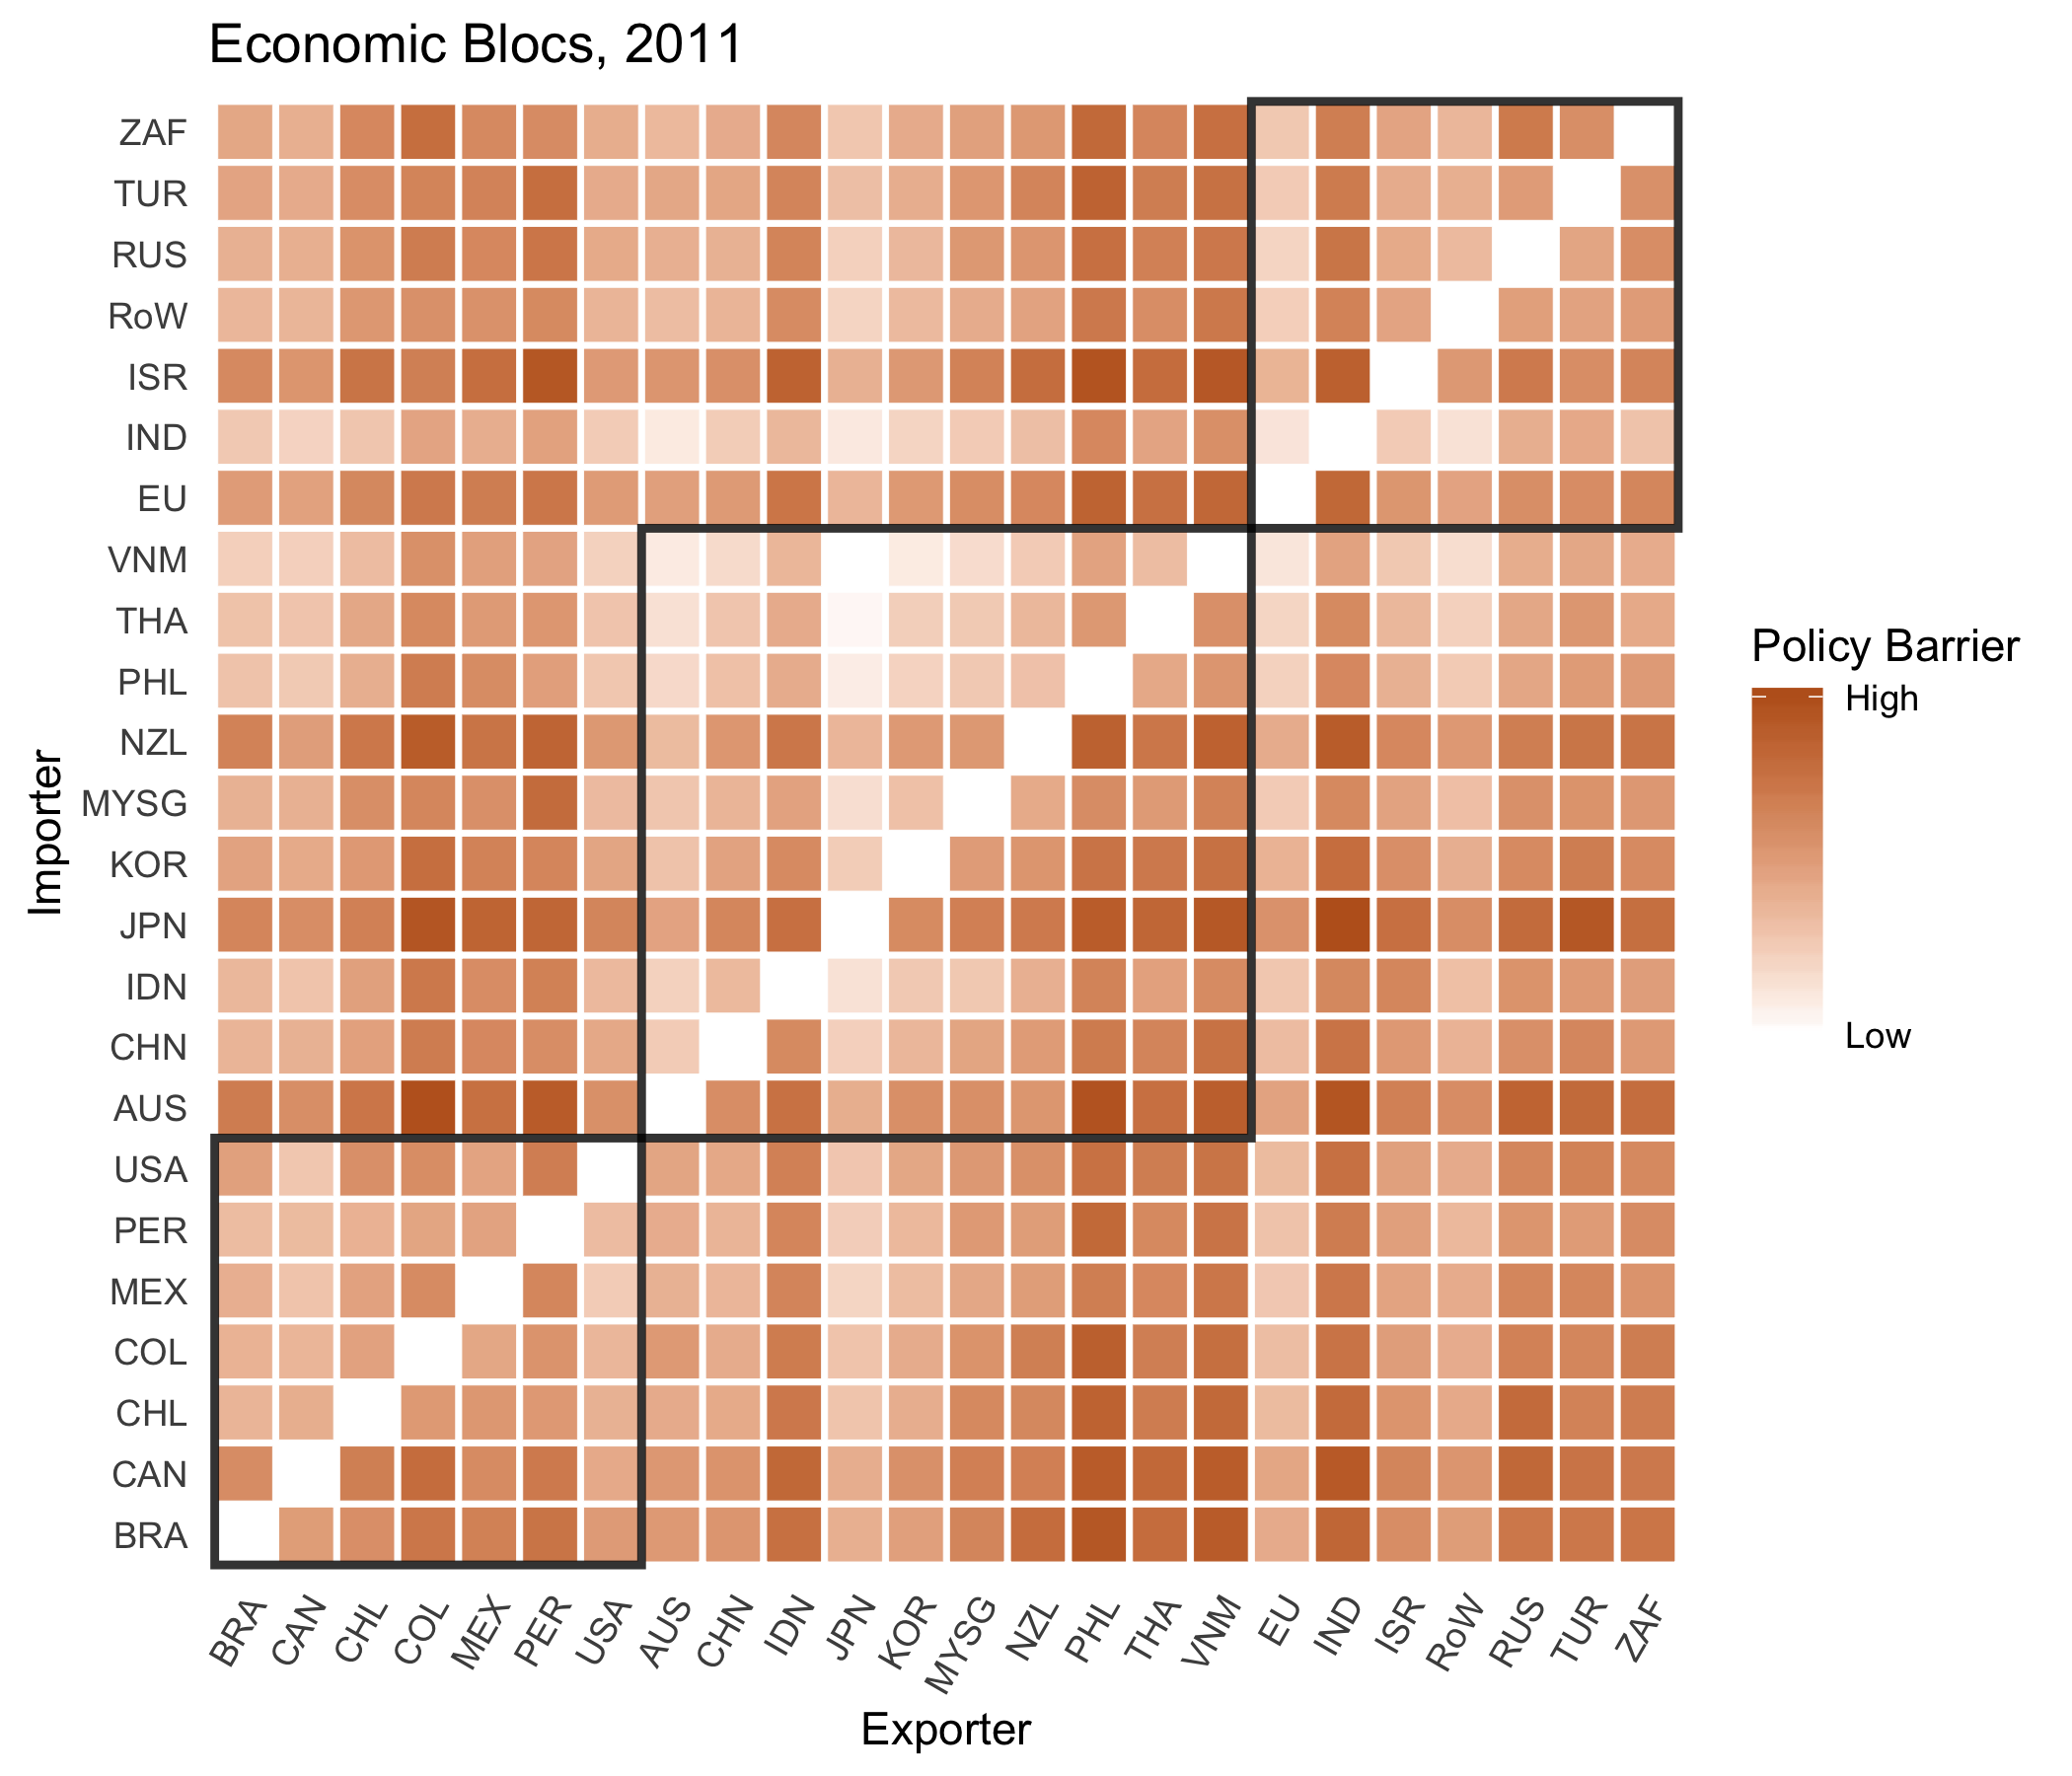 Economic Blocs, 2011
Importer
ZAF
TUR
RUS
RoW
ISR
IND
EU
VNM
THA
PHL
NZL
MYSG
KOR
JPN
IDN
CHN
AUS
USA
PER
MEX
COL
CHL
CAN
BRA
BRA CAN CHL COL MEX PER USA AUS CHN IDN JPN KOR MYSG NZL PHL THA VNM EU IND ISR RoW RUS TUR ZAF
Exporter
Policy Barrier
High
Low